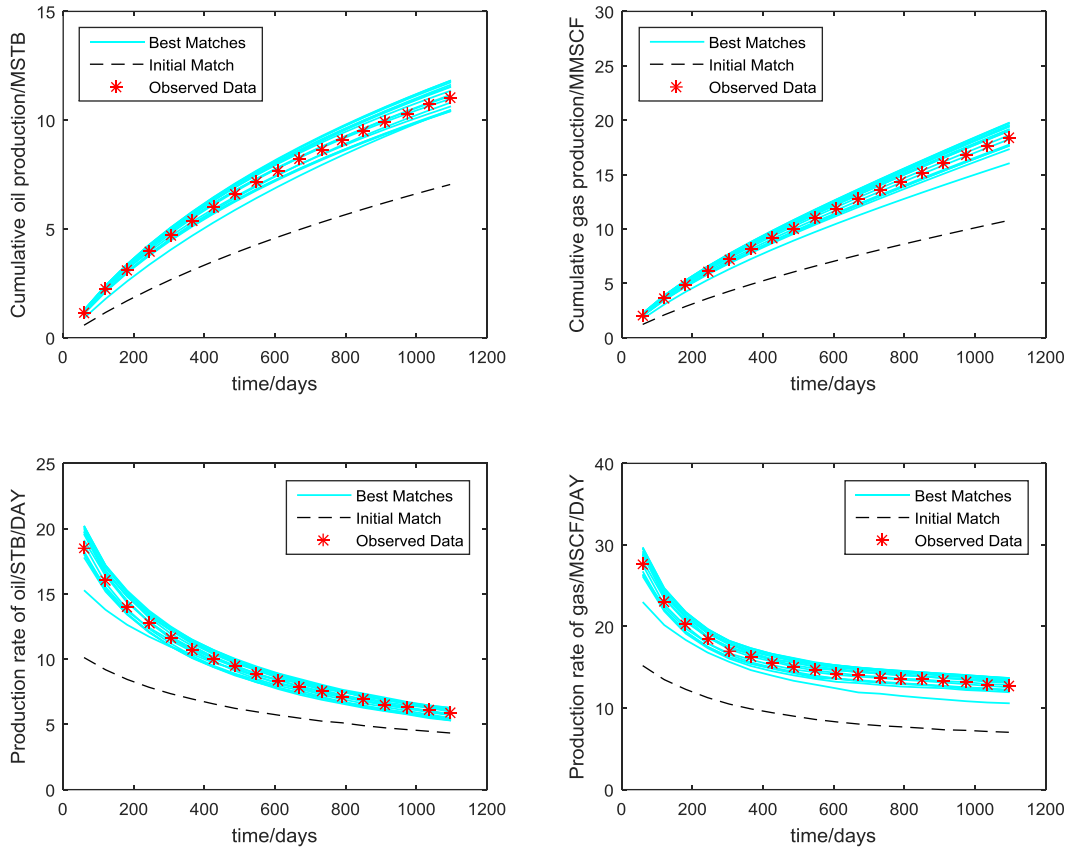 Cumulative oil production/MSTB
15
10
5
0
0 200 400 600 800 1000 1200
time/days
Best Matches
Initial Match
Observed Data
Cumulative gas production/MMSCF
30
25
20
15
10
5
0
0 200 400 600 800 1000 1200
time/days
Best Matches
Initial Match
Observed Data
Production rate of oil/STB/DAY
25
20
15
10
5
0
0 200 400 600 800 1000 1200
time/days
Best Matches
Initial Match
Observed Data
Production rate of gas/MSCF/DAY
40
30
20
10
0
0 200 400 600 800 1000 1200
time/days
Best Matches
Initial Match
Observed Data